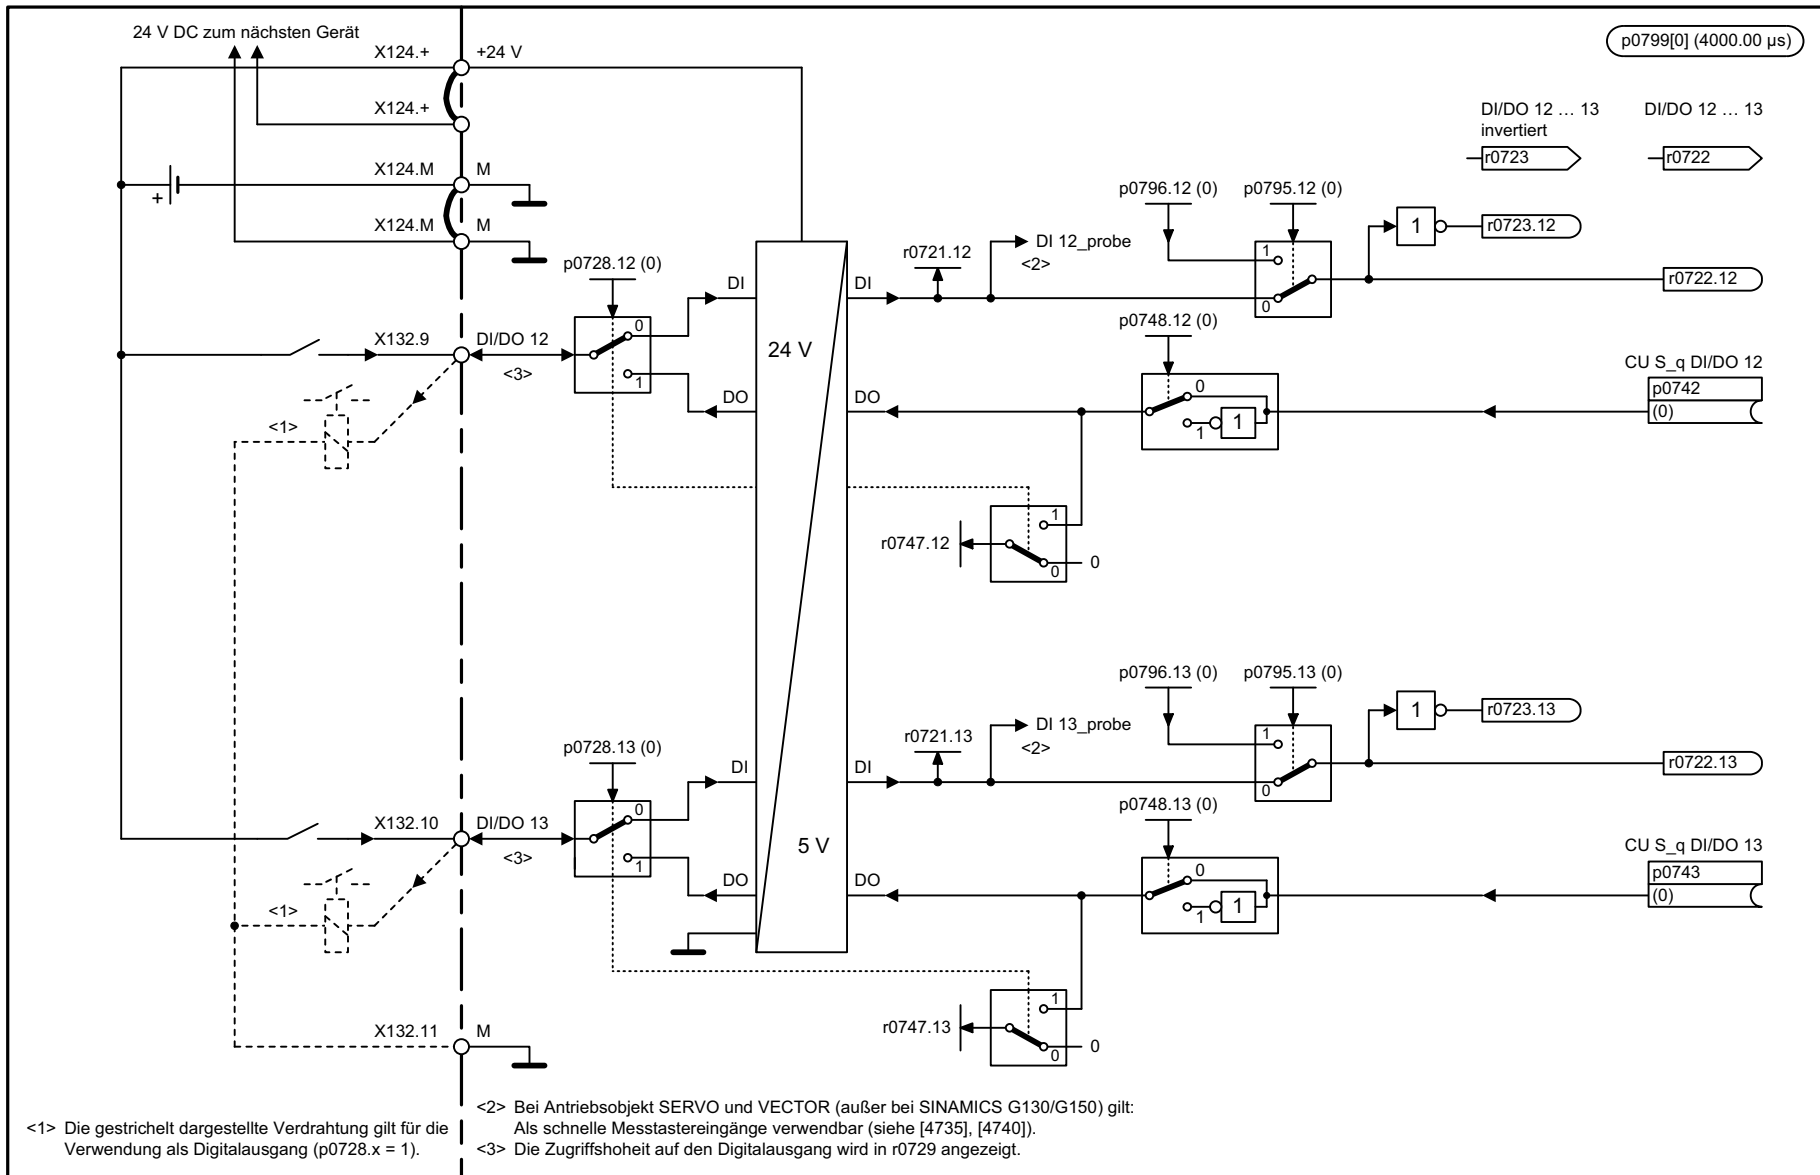 24 V DC zum nächsten Gerät
X124.+
+24 V
p0799[0] (4000.00 µs)
X124.+
DI/DO 12 … 13
invertiert
DI/DO 12 … 13
r0723
r0722
X124.M
M
+
X124.M
M
p0796.12 (0)
p0795.12 (0)
1
r0723.12
r0721.12
DI 12_probe
<2>
1
0
r0722.12
p0728.12 (0)
DI
DI
p0748.12 (0)
24 V
X132.9
DI/DO 12
<3>
0
1
CU S_q DI/DO 12
p0742
(0)
DO
DO
0
1
1
<1>
1
r0747.12
0
0
p0796.13 (0)
p0795.13 (0)
1
r0723.13
r0721.13
DI 13_probe
<2>
1
0
r0722.13
p0728.13 (0)
DI
DI
p0748.13 (0)
5 V
X132.10
DI/DO 13
<3>
0
1
CU S_q DI/DO 13
p0743
(0)
DO
DO
0
1
1
<1>
1
r0747.13
0
0
X132.11
M
<1> Die gestrichelt dargestellte Verdrahtung gilt für die
Verwendung als Digitalausgang (p0728.x = 1).
<2> Bei Antriebsobjekt SERVO und VECTOR (außer bei SINAMICS G130/G150) gilt:
Als schnelle Messtastereingänge verwendbar (siehe [4735], [4740]).
<3> Die Zugriffshoheit auf den Digitalausgang wird in r0729 angezeigt.